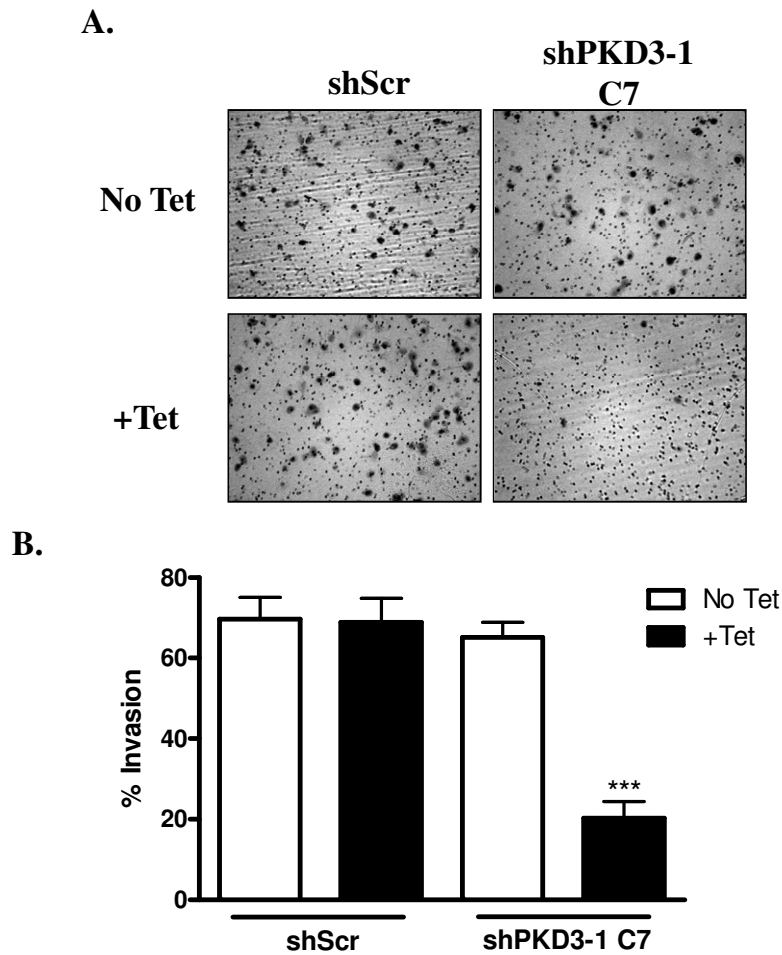 A.
shScr
shPKD3-1
C7
No Tet
+Tet
B.
80
60
40
20
0
% Invasion
No Tet
+Tet
***
shScr
shPKD3-1 C7